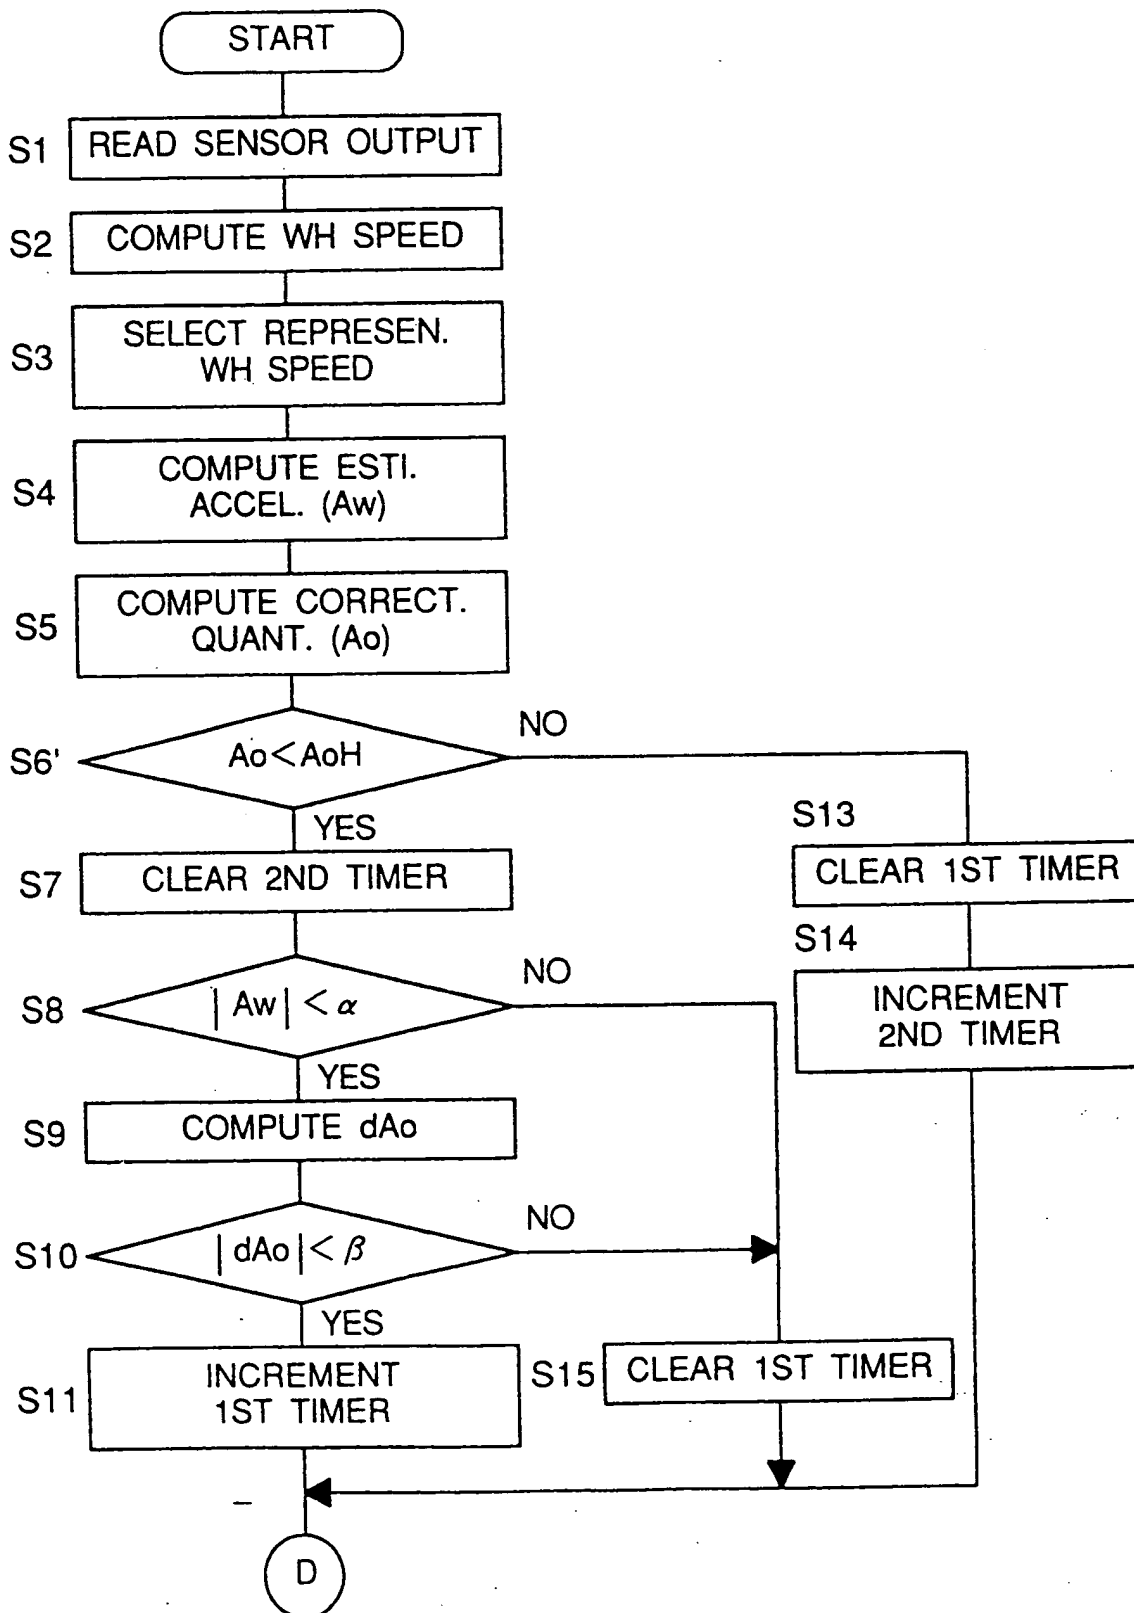 START
S1
READ SENSOR OUTPUT
S2
COMPUTE WH SPEED
S3
SELECT REPRESEN.
WH SPEED
S4
COMPUTE ESTI.
ACCEL. (Aw)
S5
COMPUTE CORRECT.
QUANT. (Ao)
S6'
Ao<AoH
NO
YES
S13
CLEAR 1ST TIMER
S7
CLEAR 2ND TIMER
S14
INCREMENT
2ND TIMER
S8
|Aw|<α
NO
YES
S9
COMPUTE dAo
S10
|dAo|<β
NO
YES
S11
INCREMENT
1ST TIMER
S15
CLEAR 1ST TIMER
D